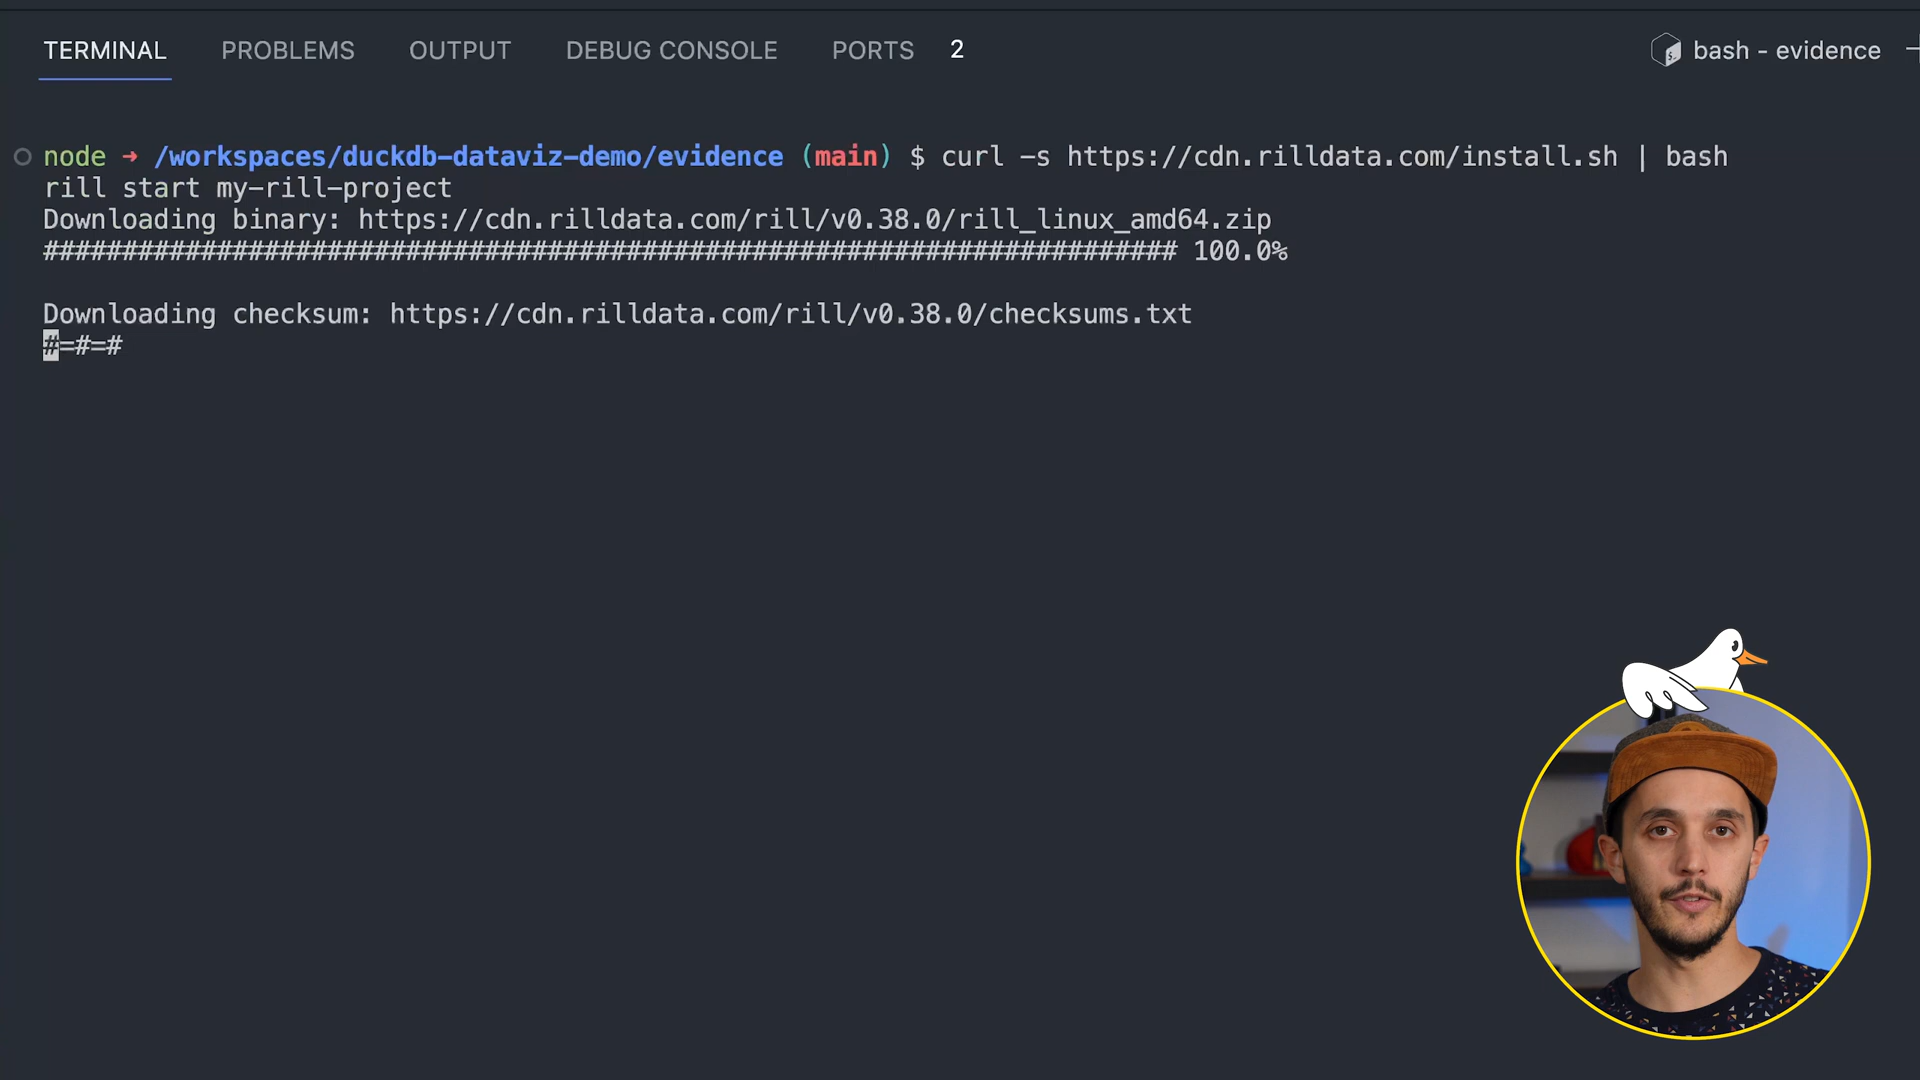 TERMINAL PROBLEMS OUTPUT DEBUG CONSOLE PORTS 2 bash - evidence
node ➜ /workspaces/duckdb-dataviz-demo/evidence (main) $ curl -s https://cdn.rilldata.com/install.sh | bash
rill start my-rill-project
Downloading binary: https://cdn.rilldata.com/rill/v0.38.0/rill_linux_amd64.zip
######################################################################## 100.0%
Downloading checksum: https://cdn.rilldata.com/rill/v0.38.0/checksums.txt
#=#=#